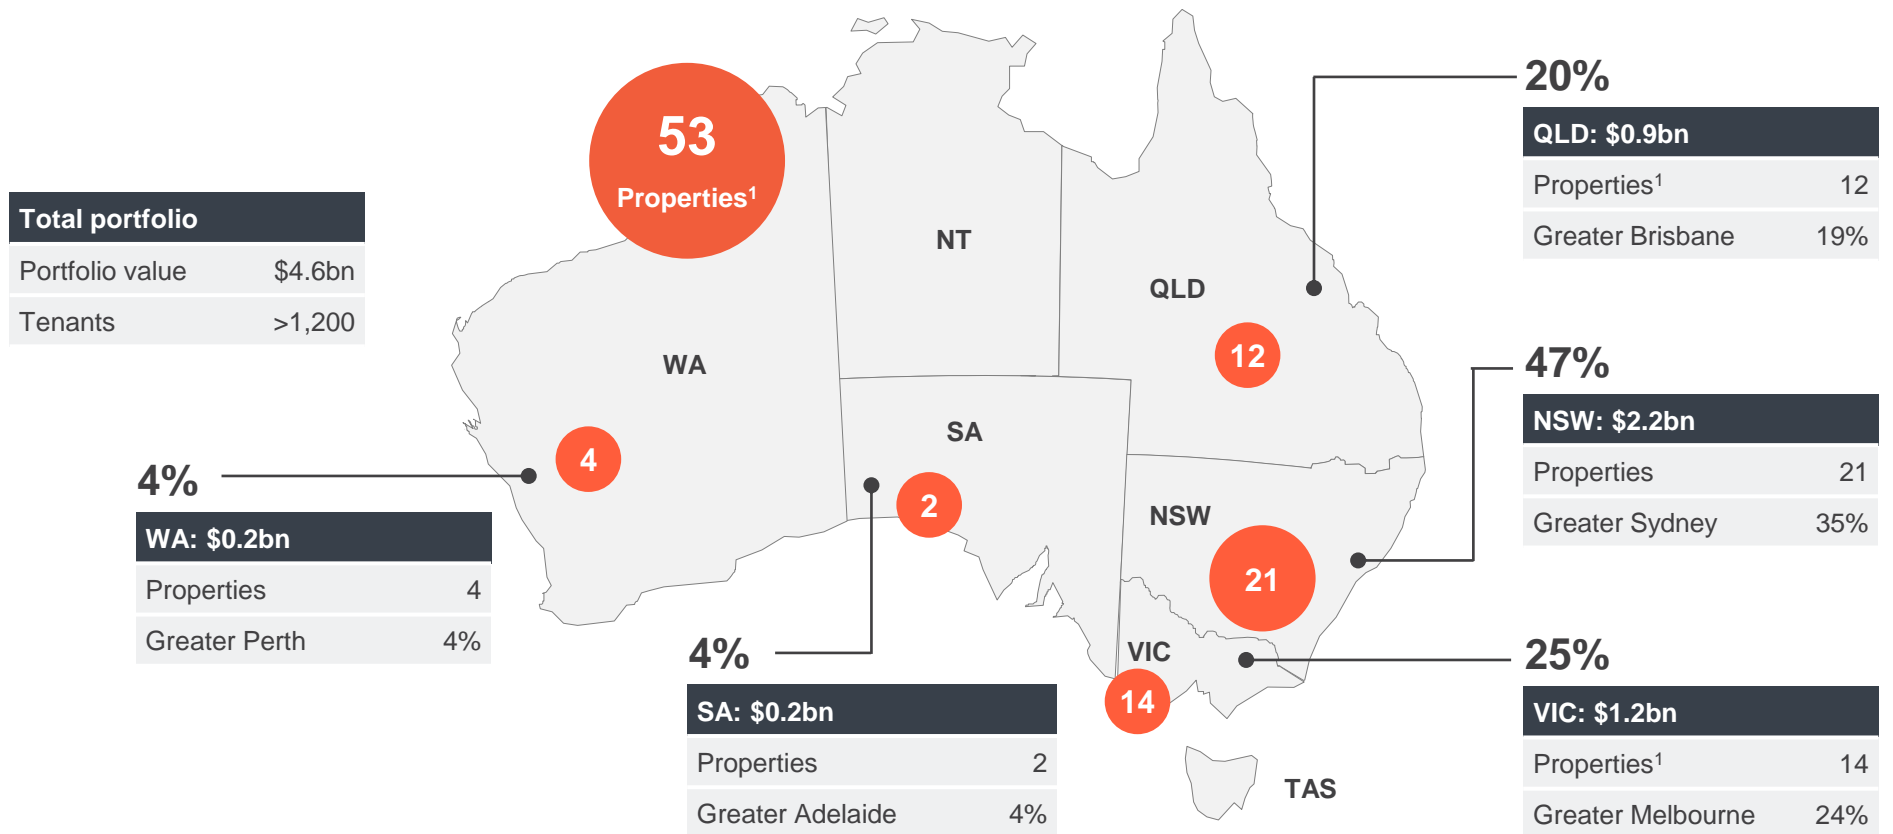 53
Properties¹
Total portfolio
Portfolio value $4.6bn
Tenants >1,200
20%
QLD: $0.9bn
Properties¹ 12
Greater Brisbane 19%
47%
NSW: $2.2bn
Properties 21
Greater Sydney 35%
25%
VIC: $1.2bn
Properties¹ 14
Greater Melbourne 24%
4%
WA: $0.2bn
Properties 4
Greater Perth 4%
4%
SA: $0.2bn
Properties 2
Greater Adelaide 4%
NT
QLD
12
WA
4
SA
2
NSW
21
VIC
14
TAS